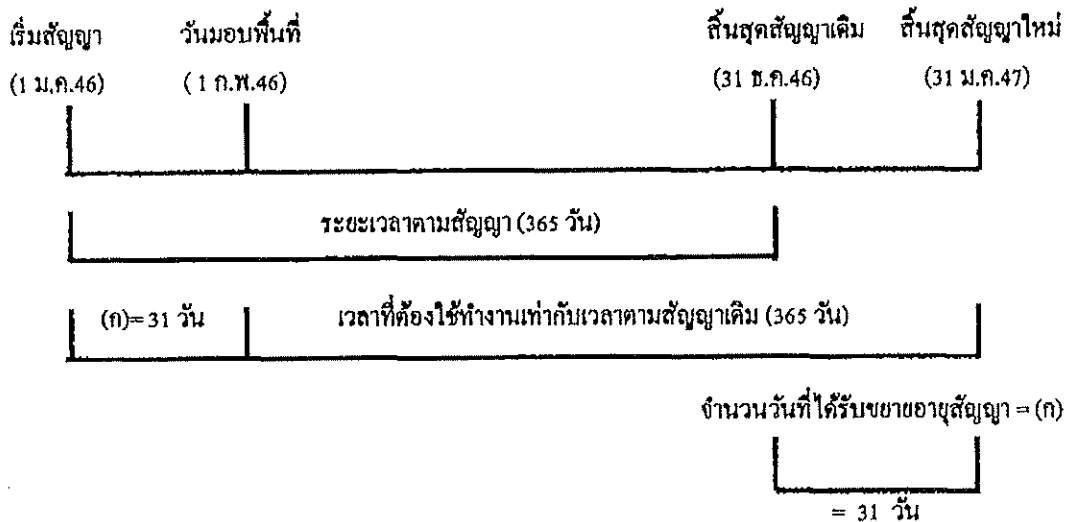 เริ่มสัญญา วันมอบพื้นที่ สิ้นสุดสัญญาเดิม สิ้นสุดสัญญาใหม่
(1 ม.ค.46) ( 1 ก.พ.46) (31 ธ.ค.46) (31 ม.ค.47)
ระยะเวลาตามสัญญา (365 วัน)
(ก)= 31 วัน เวลาที่ต้องใช้ทำงานเท่ากับเวลาตามสัญญาเดิม (365 วัน)
จำนวนวันที่ได้รับขยายอายุสัญญา = (ก)
= 31 วัน